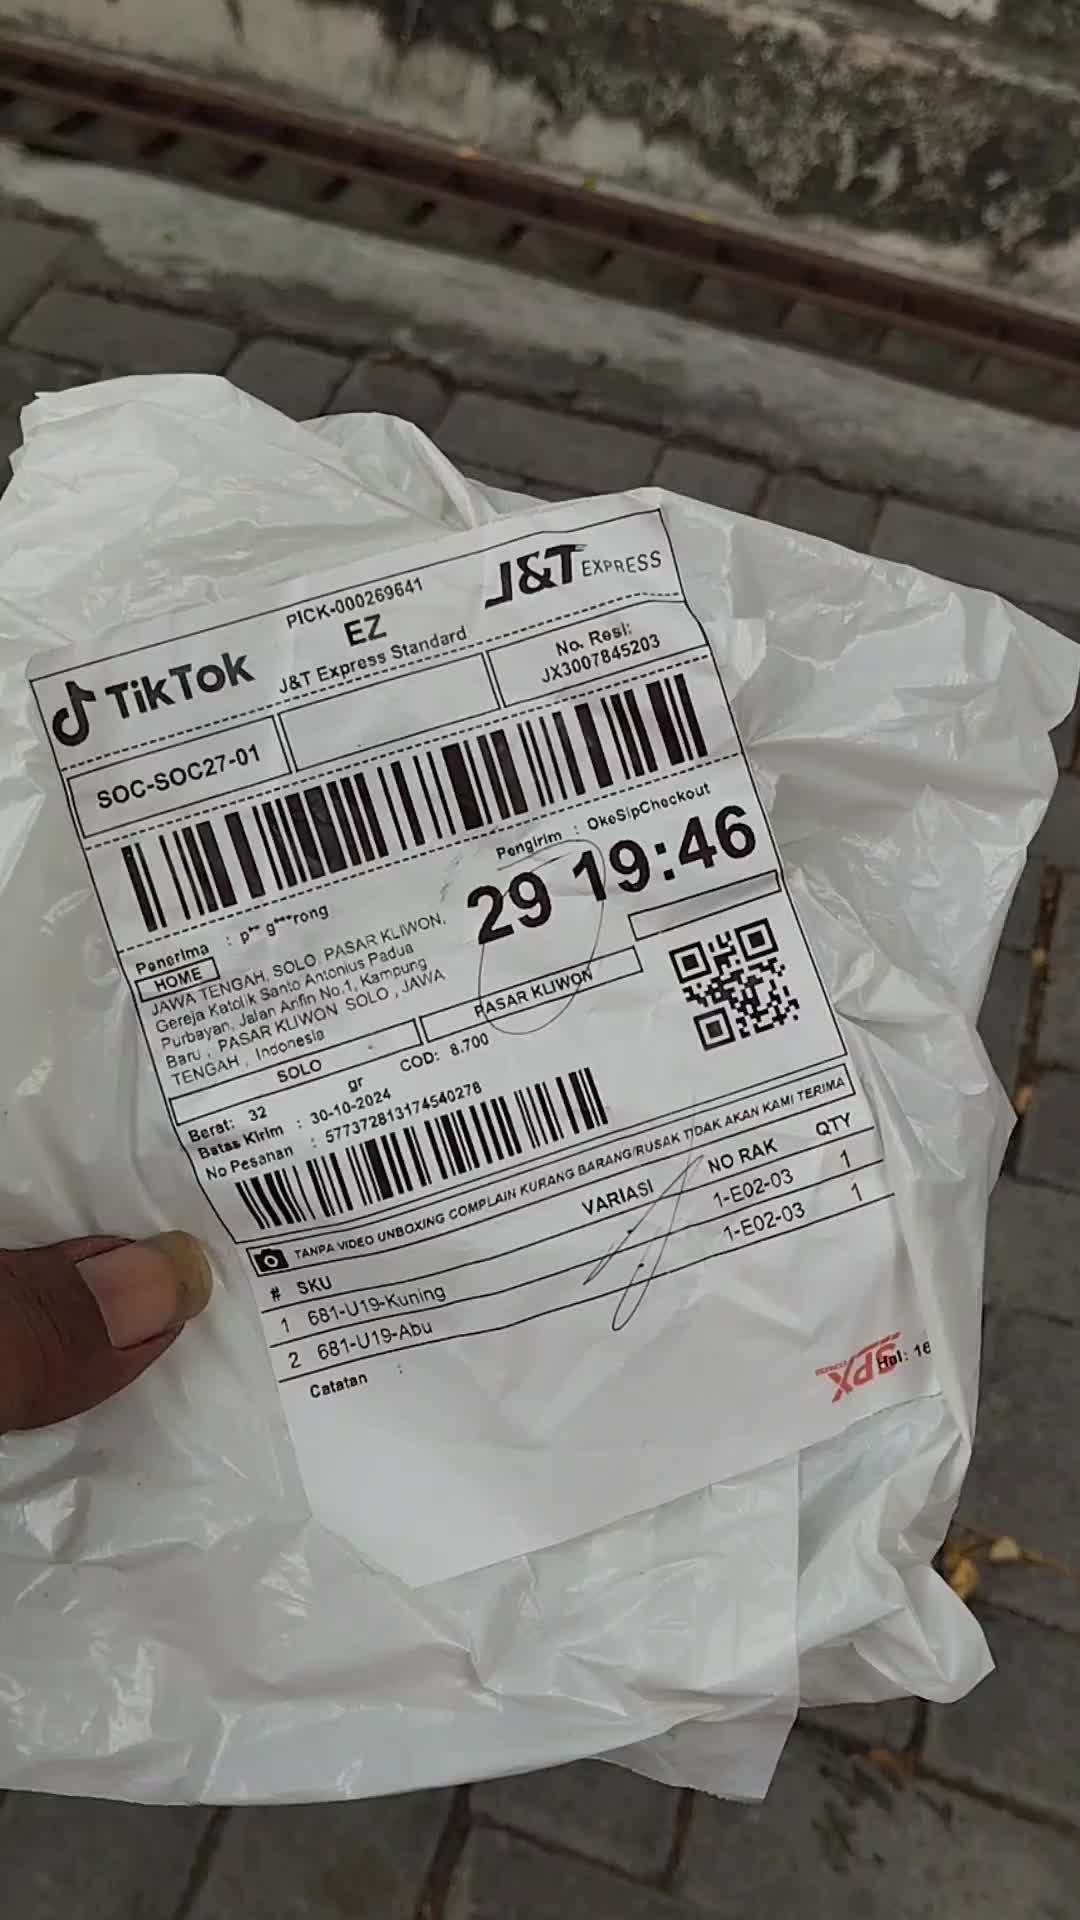 PICK-000269641
EZ
J&T EXPRESS
TikTok
J&T Express Standard
No. Resi:
JX3007845203
SOC-SOC27-01
Pengirim : OkeSipCheckout
29 19:46
Penerima : p** g***rong
HOME
JAWA TENGAH, SOLO, PASAR KLIWON,
Gereja Katolik Santo Antonius Padua
Purbayan, Jalan Arifin No.1, Kampung
Baru , PASAR KLIWON, SOLO , JAWA
TENGAH , Indonesia
PASAR KLIWON
SOLO
Berat: 32 gr
COD: 8.700
Batas Kirim : 30-10-2024
No Pesanan : 577372813174540278
TANPA VIDEO UNBOXING COMPLAIN KURANG BARANG/RUSAK TIDAK AKAN KAMI TERIMA
# SKU VARIASI NO RAK QTY
1 681-U19-Kuning 1-E02-03 1
2 681-U19-Abu 1-E02-03 1
Catatan :
SPX
Hal: 16